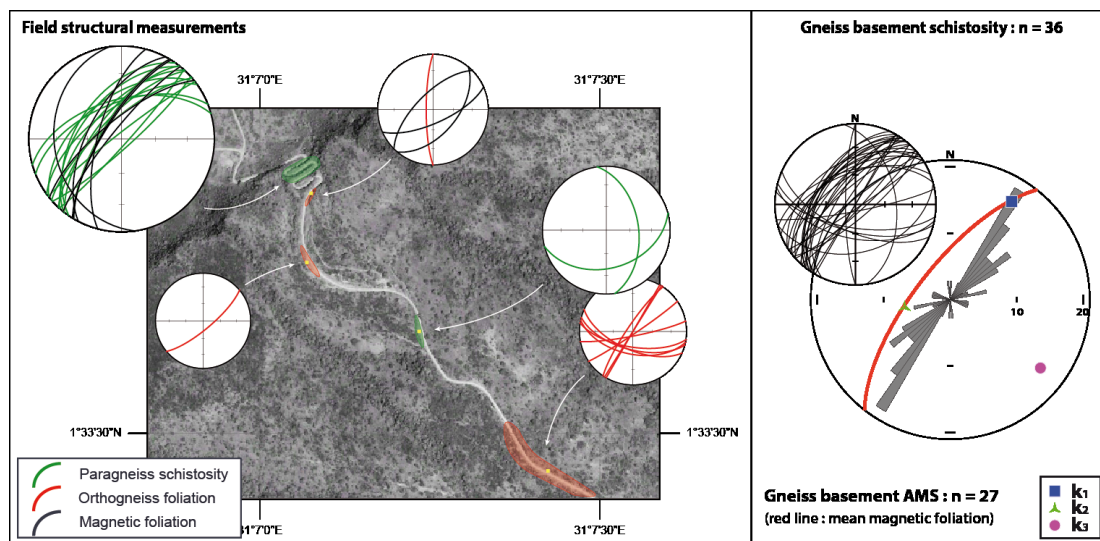 Field structural measurements
31°7'0"E
31°7'30"E
1°33'30"N
1°33'30"N
Paragneiss schistosity
Orthogneiss foliation
Magnetic foliation
31°7'0"E
31°7'30"E
Gneiss basement schistosity : n = 36
N
N
10
20
Gneiss basement AMS : n = 27
(red line : mean magnetic foliation)
k1
k2
k3